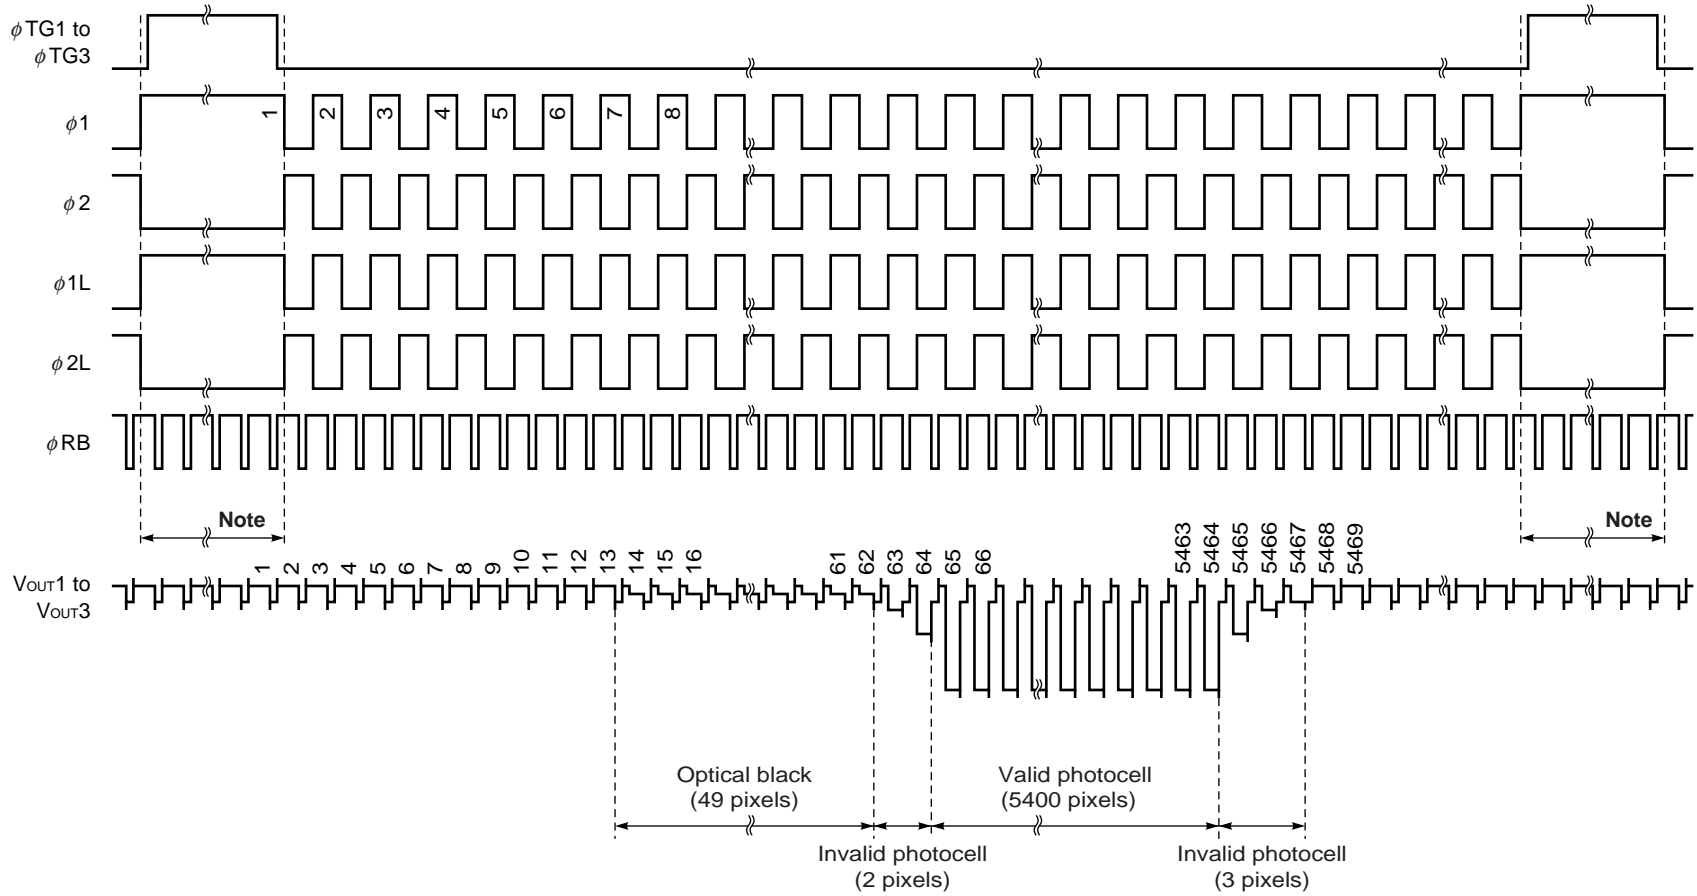 φTG1 to
φTG3
φ1
1 2 3 4 5 6 7 8
φ2
φ1L
φ2L
φRB
Note
Note
VOUT1 to
VOUT3
1 2 3 4 5 6 7 8 9 10 11 12 13 14 15 16 61 62 63 64 65 66 5463 5464 5465 5466 5467 5468 5469
Optical black
(49 pixels)
Valid photocell
(5400 pixels)
Invalid photocell
(2 pixels)
Invalid photocell
(3 pixels)